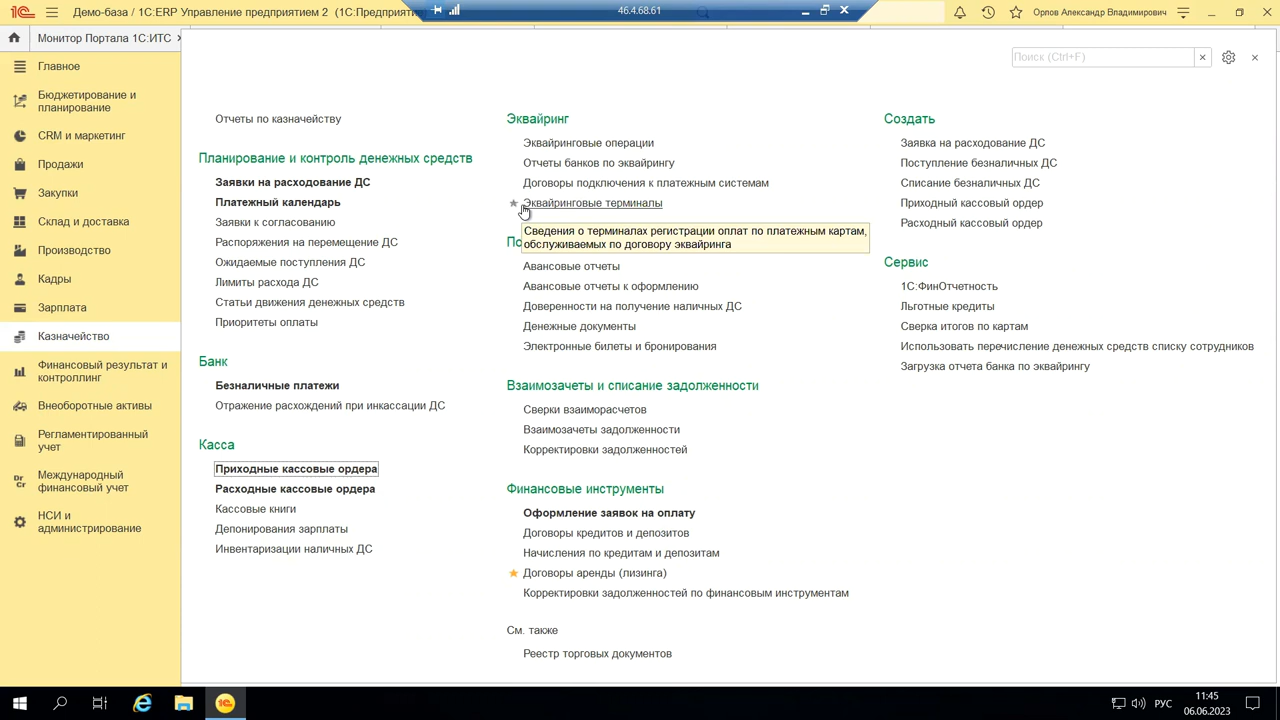 Демо-база / 1С:ERP Управление предприятием 2 (1С:Предприяти
46.4.68.61
Орлов Александр Владимирович
Монитор Портала 1С:ИТС
Поиск (Ctrl+F)
Главное
Бюджетирование и
планирование
CRM и маркетинг
Продажи
Закупки
Склад и доставка
Производство
Кадры
Зарплата
Казначейство
Финансовый результат и
контроллинг
Внеоборотные активы
Регламентированный
учет
Dr
Cr
Международный
финансовый учет
НСИ и
администрирование
Отчеты по казначейству
Планирование и контроль денежных средств
Заявки на расходование ДС
Платежный календарь
Заявки к согласованию
Распоряжения на перемещение ДС
Ожидаемые поступления ДС
Лимиты расхода ДС
Статьи движения денежных средств
Приоритеты оплаты
Банк
Безналичные платежи
Отражение расхождений при инкассации ДС
Касса
Приходные кассовые ордера
Расходные кассовые ордера
Кассовые книги
Депонирования зарплаты
Инвентаризации наличных ДС
Эквайринг
Эквайринговые операции
Отчеты банков по эквайрингу
Договоры подключения к платежным системам
Эквайринговые терминалы
Сведения о терминалах регистрации оплат по платежным картам,
обслуживаемых по договору эквайринга
По
Авансовые отчеты
Авансовые отчеты к оформлению
Доверенности на получение наличных ДС
Денежные документы
Электронные билеты и бронирования
Взаимозачеты и списание задолженности
Сверки взаиморасчетов
Взаимозачеты задолженности
Корректировки задолженностей
Финансовые инструменты
Оформление заявок на оплату
Договоры кредитов и депозитов
Начисления по кредитам и депозитам
Договоры аренды (лизинга)
Корректировки задолженностей по финансовым инструментам
См. также
Реестр торговых документов
Создать
Заявка на расходование ДС
Поступление безналичных ДС
Списание безналичных ДС
Приходный кассовый ордер
Расходный кассовый ордер
Сервис
1С:ФинОтчетность
Льготные кредиты
Сверка итогов по картам
Использовать перечисление денежных средств списку сотрудников
Загрузка отчета банка по эквайрингу
РУС
11:45
06.06.2023